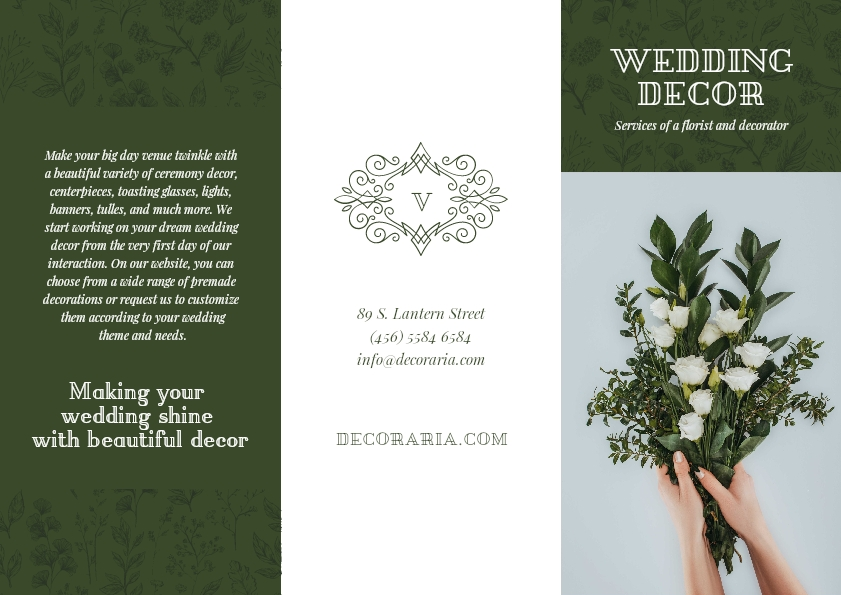 Make your big day venue twinkle with
a beautiful variety of ceremony decor,
centerpieces, toasting glasses, lights,
banners, tulles, and much more. We
start working on your dream wedding
decor from the very first day of our
interaction. On our website, you can
choose from a wide range of premade
decorations or request us to customize
them according to your wedding
theme and needs.
Making your
wedding shine
with beautiful decor
V
89 S. Lantern Street
(456) 5584 6584
info@decoraria.com
DECORARIA.COM
WEDDING
DECOR
Services of a florist and decorator